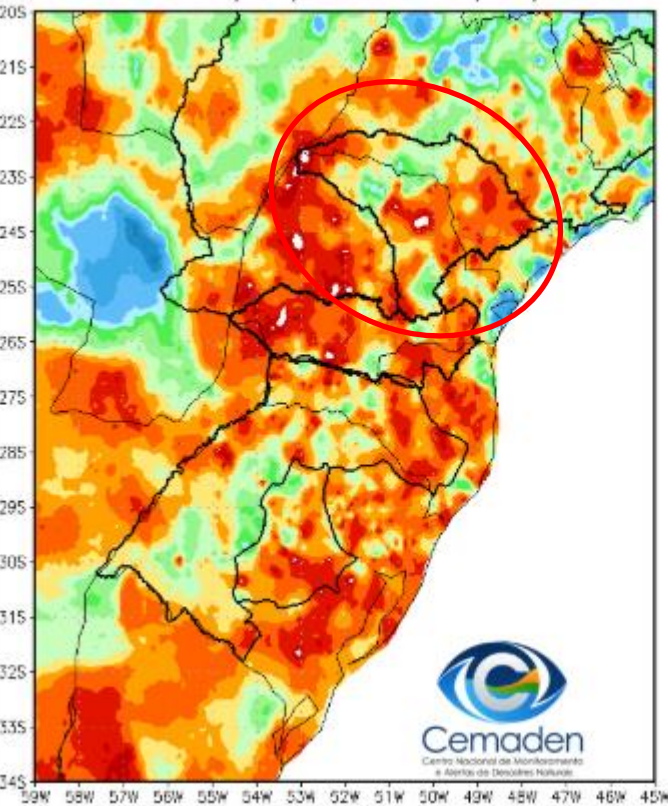 20S
21S
22S
23S
24S
25S
26S
27S
28S
29S
30S
31S
32S
33S
34S
59W 58W 57W 56W 55W 54W 53W 52W 51W 50W 49W 48W 47W 46W 45W
Cemaden
Centro Nacional de Monitoramento
e Alertas de Desastres Naturais